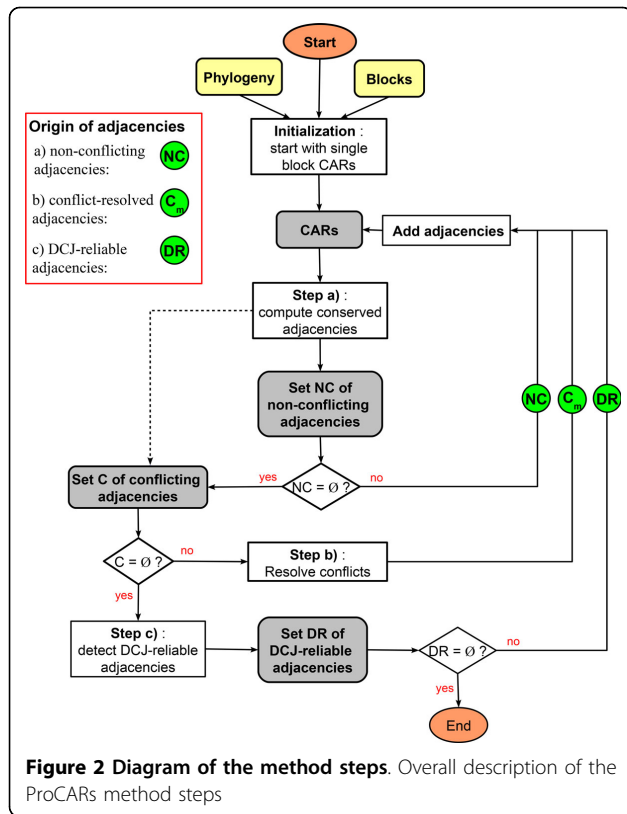 Start
Phylogeny
Blocks
Origin of adjacencies
a) non-conflicting
adjacencies:
NC
b) conflict-resolved
adjacencies:
Cm
c) DCJ-reliable
adjacencies:
DR
Initialization :
start with single
block CARs
CARs
Add adjacencies
Step a) :
compute conserved
adjacencies
Set NC of
non-conflicting
adjacencies
NC
Cm
DR
Set C of conflicting
adjacencies
yes
NC = Ø ?
no
C = Ø ?
no
Step b) :
Resolve conflicts
yes
Step c) :
detect DCJ-reliable
adjacencies
Set DR of
DCJ-reliable
adjacencies
DR = Ø ?
no
yes
End
Figure 2 Diagram of the method steps. Overall description of the
ProCARs method steps